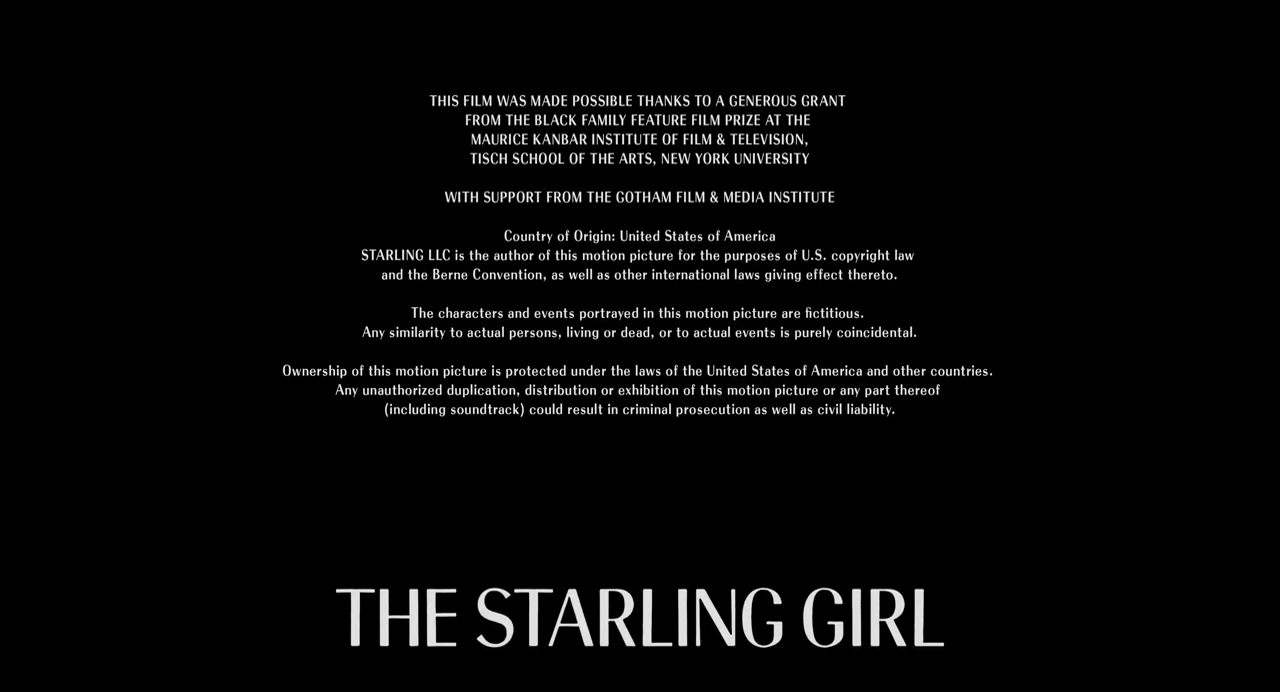 THIS FILM WAS MADE POSSIBLE THANKS TO A GENEROUS GRANT
FROM THE BLACK FAMILY FEATURE FILM PRIZE AT THE
MAURICE KANBAR INSTITUTE OF FILM & TELEVISION,
TISCH SCHOOL OF THE ARTS, NEW YORK UNIVERSITY
WITH SUPPORT FROM THE GOTHAM FILM & MEDIA INSTITUTE
Country of Origin: United States of America
STARLING LLC is the author of this motion picture for the purposes of U.S. copyright law
and the Berne Convention, as well as other international laws giving effect thereto.
The characters and events portrayed in this motion picture are fictitious.
Any similarity to actual persons, living or dead, or to actual events is purely coincidental.
Ownership of this motion picture is protected under the laws of the United States of America and other countries.
Any unauthorized duplication, distribution or exhibition of this motion picture or any part thereof
(including soundtrack) could result in criminal prosecution as well as civil liability.
THE STARLING GIRL